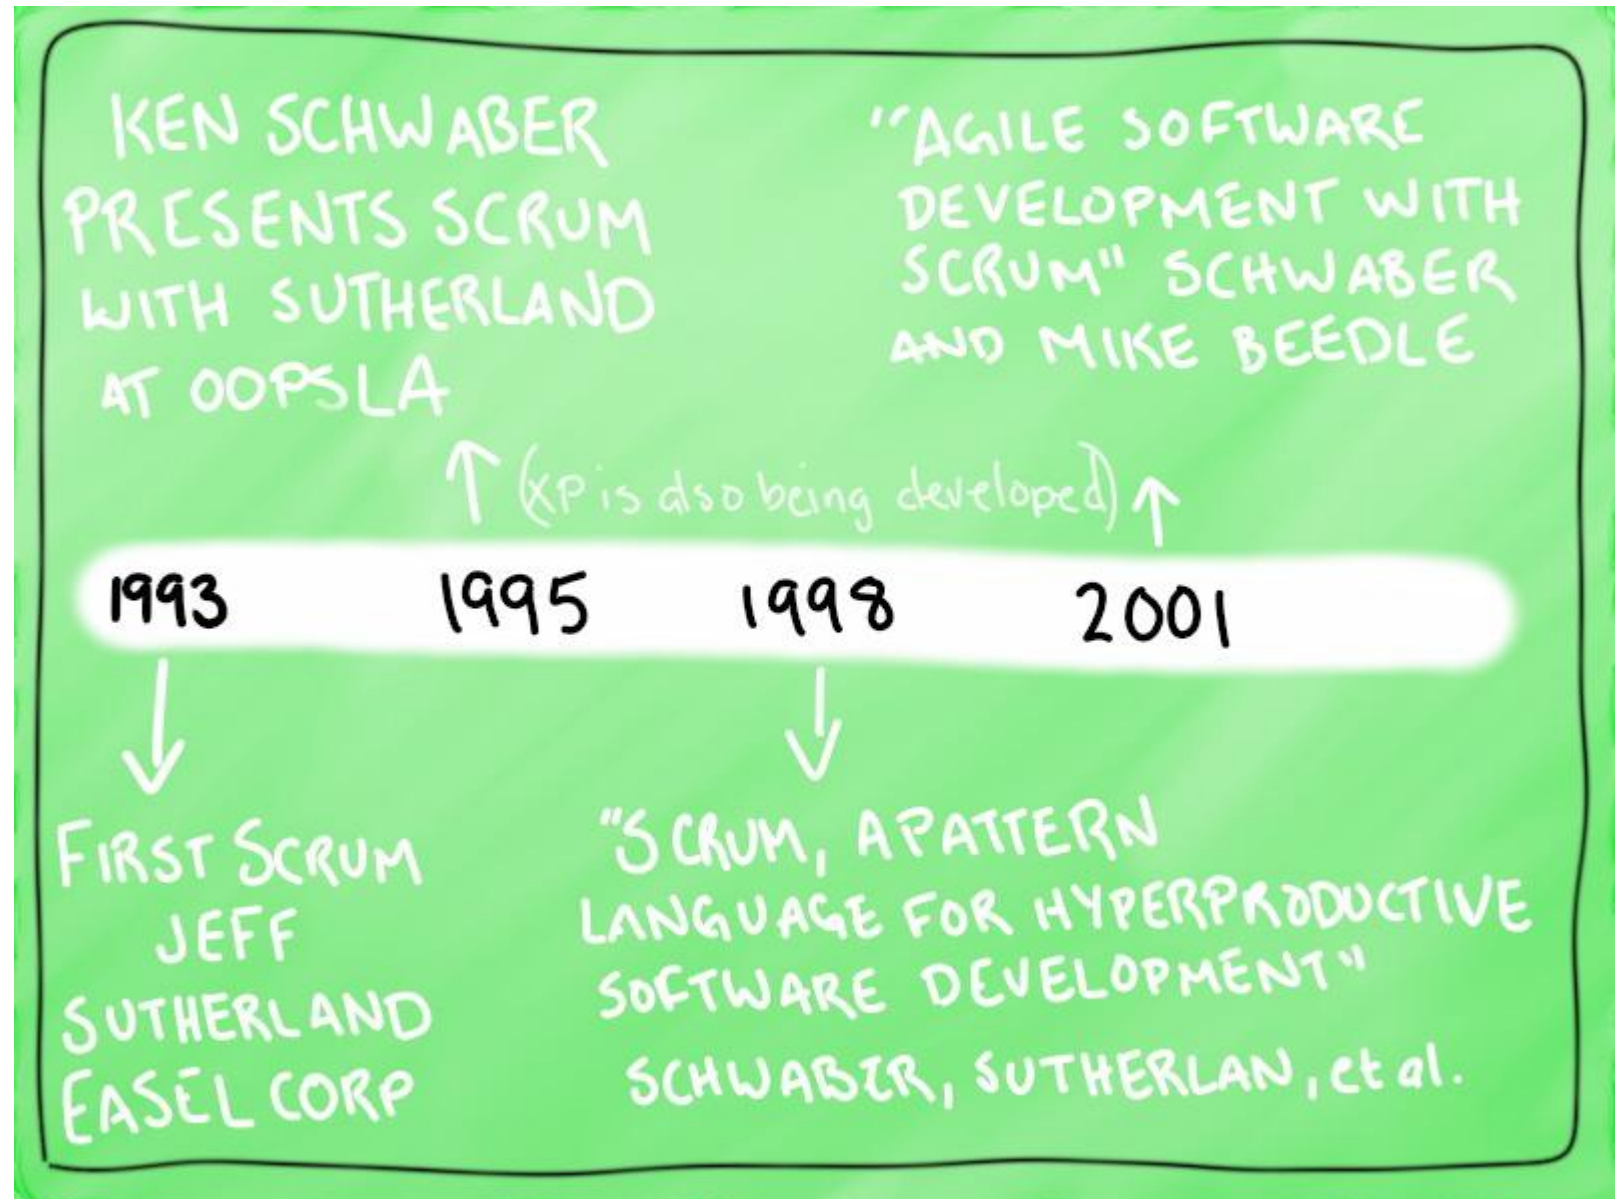 KEN SCHWABER
PRESENTS SCRUM
WITH SUTHERLAND
AT OOPSLA
"AGILE SOFTWARE
DEVELOPMENT WITH
SCRUM" SCHWABER
AND MIKE BEEDLE
(XP is also being developed)
1993 1995 1998 2001
FIRST SCRUM
JEFF
SUTHERLAND
EASEL CORP
"SCRUM, A PATTERN
LANGUAGE FOR HYPERPRODUCTIVE
SOFTWARE DEVELOPMENT"
SCHWABER, SUTHERLAN, et al.